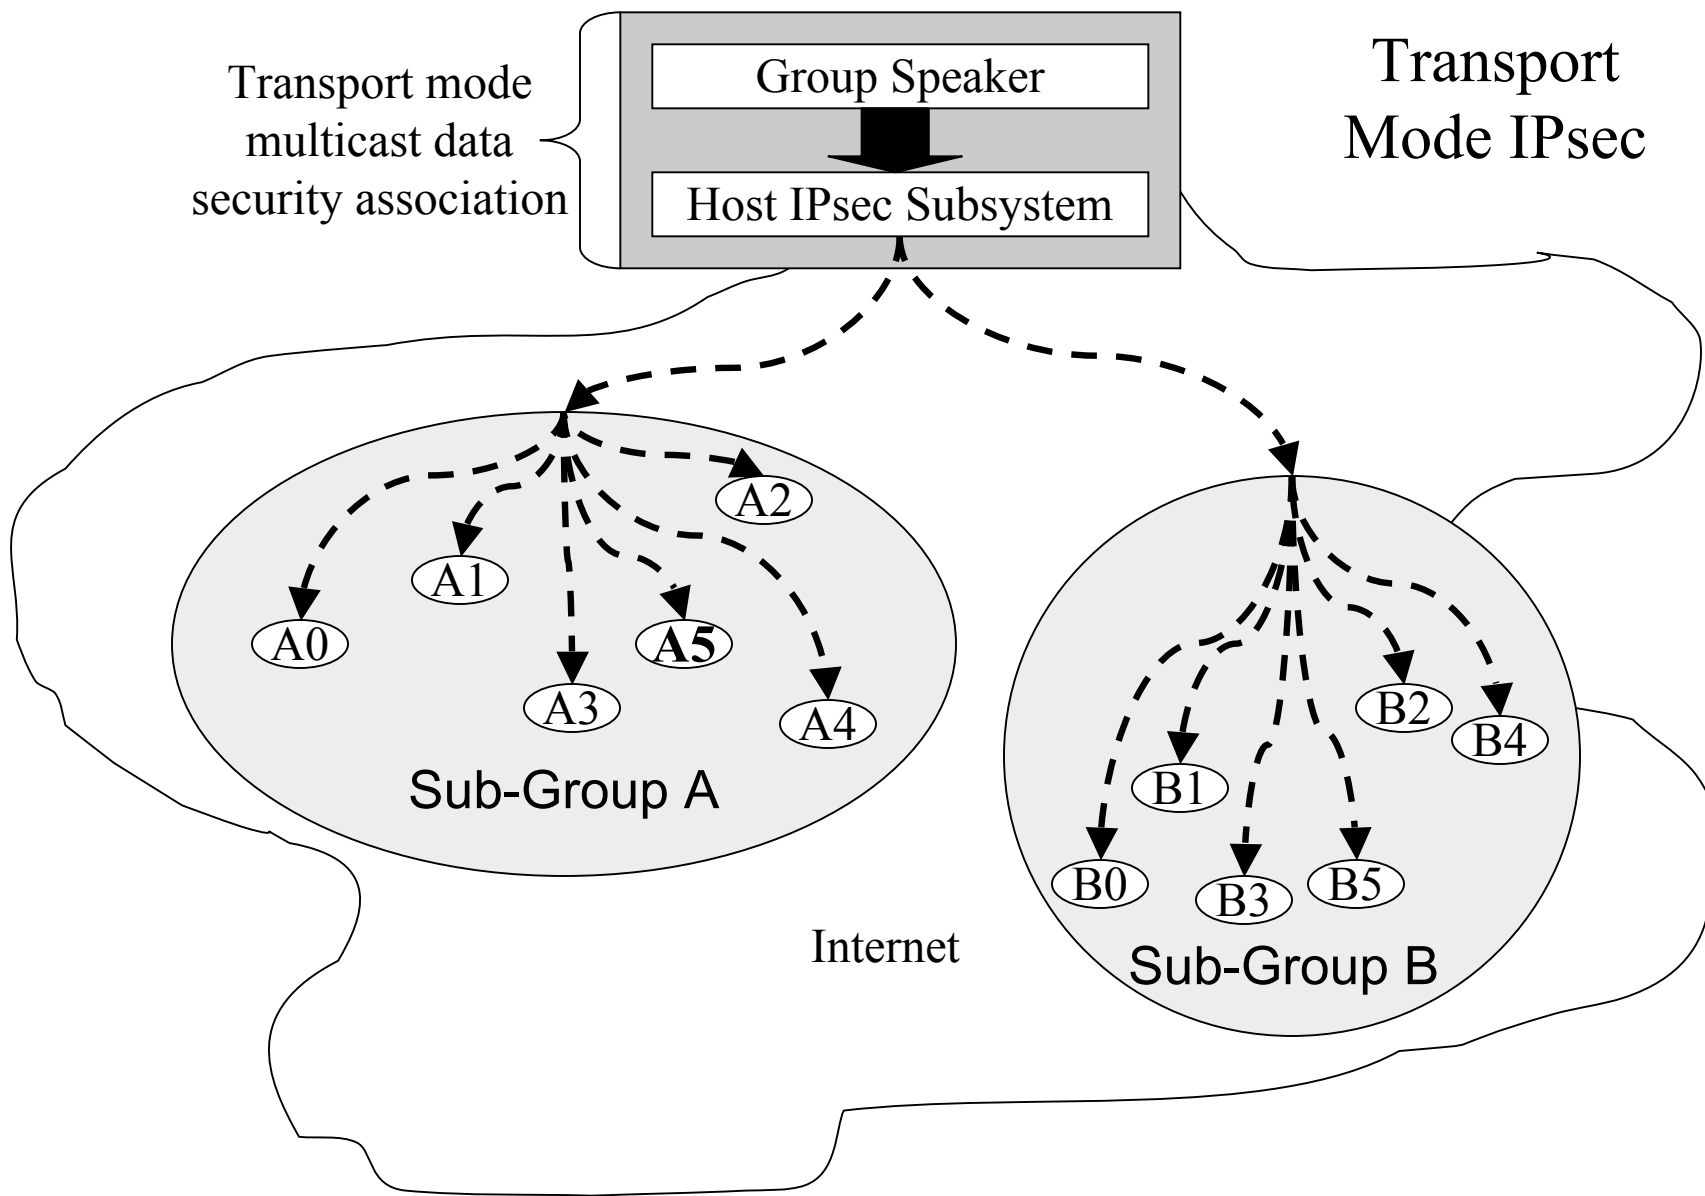 Transport
Mode IPsec
Transport mode
multicast data
security association
Group Speaker
Host IPsec Subsystem
A2
A1
A0
A5
A3
A4
Sub-Group A
B2
B4
B1
B0
B3
B5
Sub-Group B
Internet